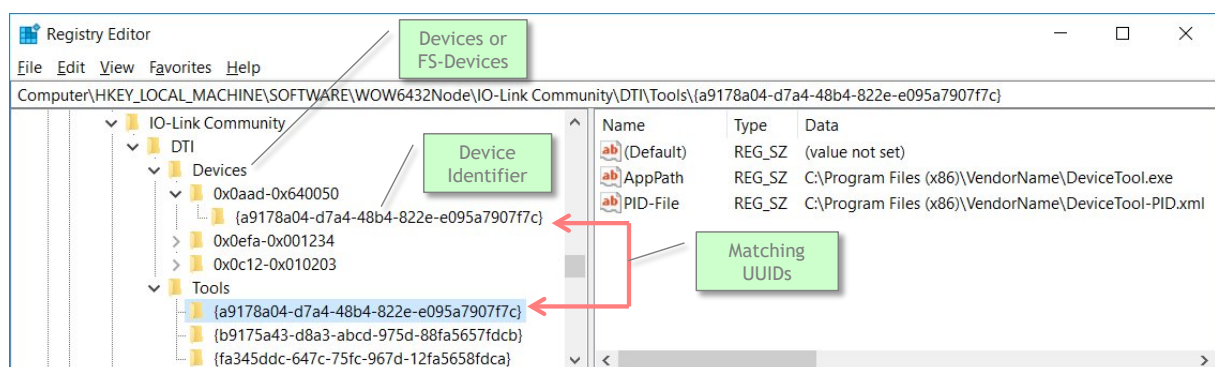 Registry Editor
Devices or
FS-Devices
File Edit View Favorites Help
Computer\HKEY_LOCAL_MACHINE\SOFTWARE\WOW6432Node\IO-Link Community\DTI\Tools\{a9178a04-d7a4-48b4-822e-e095a7907f7c}
IO-Link Community
DTI
Devices
0x0aad-0x640050
{a9178a04-d7a4-48b4-822e-e095a7907f7c}
0x0efa-0x001234
0x0c12-0x010203
Tools
{a9178a04-d7a4-48b4-822e-e095a7907f7c}
{b9175a43-d8a3-abcd-975d-88fa5657fdcb}
{fa345ddc-647c-75fc-967d-12fa5658fdca}
Device
Identifier
Matching
UUIDs
Name Type Data
ab (Default) REG_SZ (value not set)
ab AppPath REG_SZ C:\Program Files (x86)\VendorName\DeviceTool.exe
ab PID-File REG_SZ C:\Program Files (x86)\VendorName\DeviceTool-PID.xml